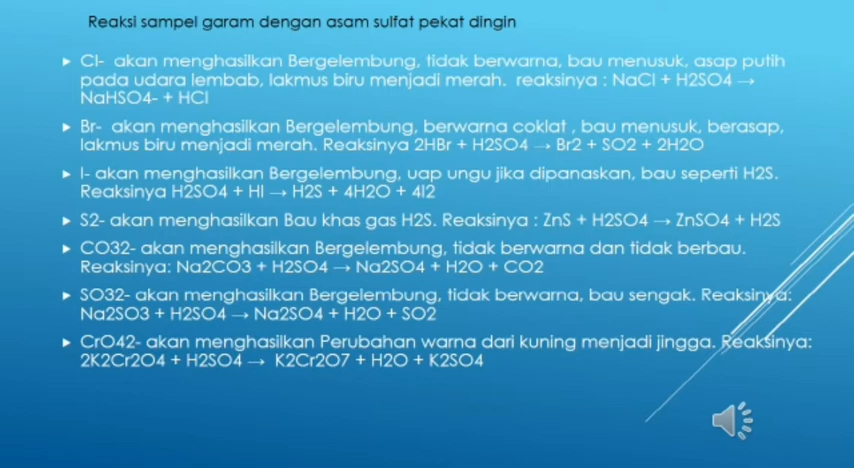 Reaksi sampel garam dengan asam sulfat pekat dingin
Cl- akan menghasilkan Bergelembung, tidak berwarna, bau menusuk, asap putih
pada udara lembab, lakmus biru menjadi merah. reaksinya : NaCl + H2SO4 →
NaHSO4- + HCl
Br- akan menghasilkan Bergelembung, berwarna coklat , bau menusuk, berasap,
lakmus biru menjadi merah. Reaksinya 2HBr + H2SO4 → Br2 + SO2 + 2H2O
I- akan menghasilkan Bergelembung, uap ungu jika dipanaskan, bau seperti H2S.
Reaksinya H2SO4 + HI → H2S + 4H2O + 4I2
S2- akan menghasilkan Bau khas gas H2S. Reaksinya : ZnS + H2SO4 → ZnSO4 + H2S
CO32- akan menghasilkan Bergelembung, tidak berwarna dan tidak berbau.
Reaksinya: Na2CO3 + H2SO4 → Na2SO4 + H2O + CO2
SO32- akan menghasilkan Bergelembung, tidak berwarna, bau sengak. Reaksinya:
Na2SO3 + H2SO4 → Na2SO4 + H2O + SO2
CrO42- akan menghasilkan Perubahan warna dari kuning menjadi jingga. Reaksinya:
2K2Cr2O4 + H2SO4 → K2Cr2O7 + H2O + K2SO4